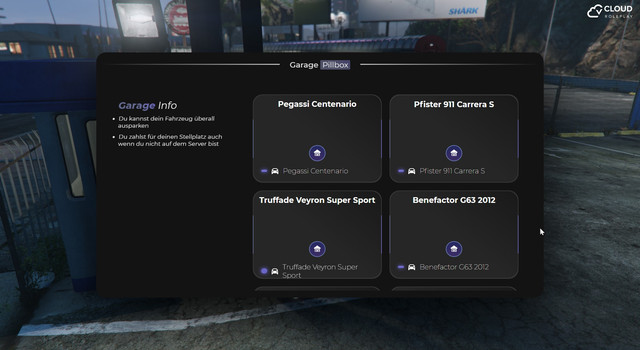 SHARK
CLOUD
ROLEPLAY
Garage Pillbox
Garage Info
Du kannst dein Fahrzeug überall
ausparken
Du zahlst für deinen Stellplatz auch
wenn du nicht auf dem Server bist
Pegassi Centenario
Pegassi Centenario
Pfister 911 Carrera S
Pfister 911 Carrera S
Truffade Veyron Super Sport
Truffade Veyron Super
Sport
Benefactor G63 2012
Benefactor G63 2012